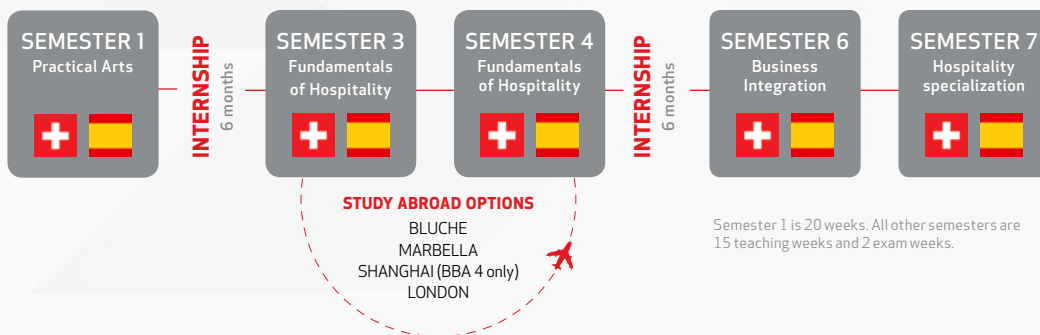 SEMESTER 1
Practical Arts
INTERNSHIP
6 months
SEMESTER 3
Fundamentals
of Hospitality
SEMESTER 4
Fundamentals
of Hospitality
INTERNSHIP
6 months
SEMESTER 6
Business
Integration
SEMESTER 7
Hospitality
specialization
STUDY ABROAD OPTIONS
BLUCHE
MARBELLA
SHANGHAI (BBA 4 only)
LONDON
Semester 1 is 20 weeks. All other semesters are
15 teaching weeks and 2 exam weeks.